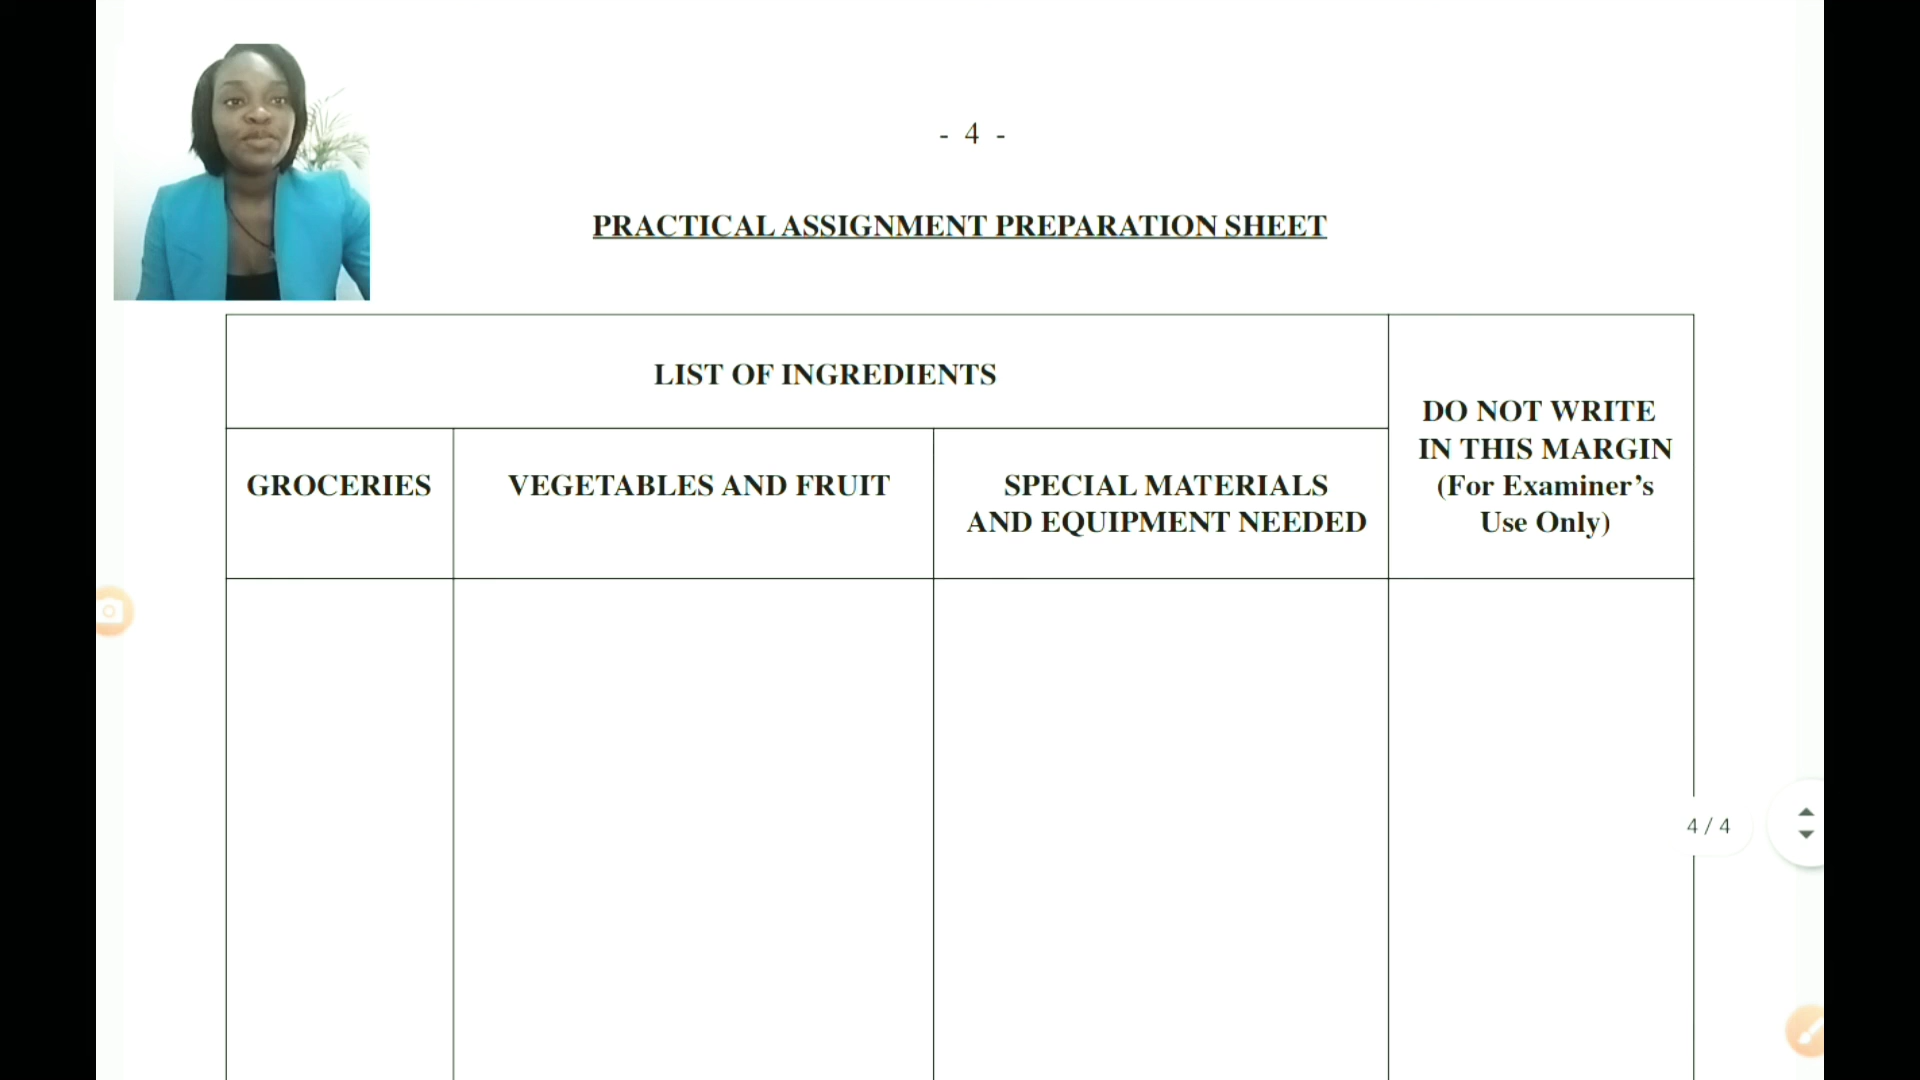 - 4 -
PRACTICAL ASSIGNMENT PREPARATION SHEET
LIST OF INGREDIENTS
DO NOT WRITE
IN THIS MARGIN
(For Examiner’s
Use Only)
GROCERIES
VEGETABLES AND FRUIT
SPECIAL MATERIALS
AND EQUIPMENT NEEDED
4 / 4